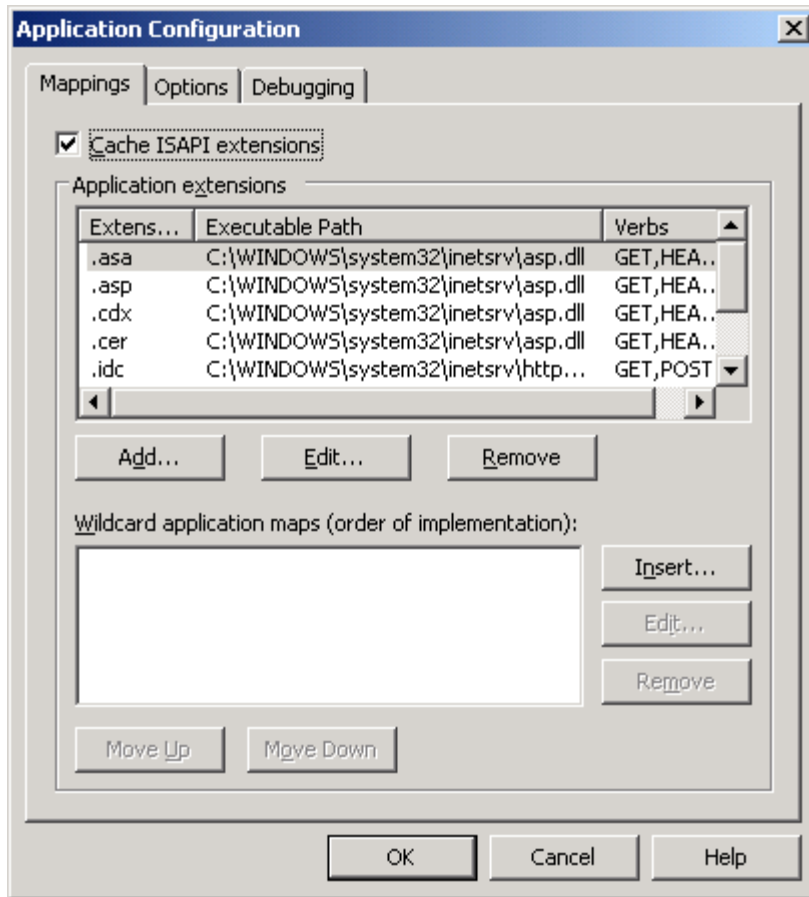 Application Configuration
Mappings Options Debugging
Cache ISAPI extensions
Application extensions
Extens... Executable Path Verbs
.asa C:\WINDOWS\system32\inetsrv\asp.dll GET,HEA..
.asp C:\WINDOWS\system32\inetsrv\asp.dll GET,HEA..
.cdx C:\WINDOWS\system32\inetsrv\asp.dll GET,HEA..
.cer C:\WINDOWS\system32\inetsrv\asp.dll GET,HEA..
.idc C:\WINDOWS\system32\inetsrv\http... GET,POST
Add... Edit... Remove
Wildcard application maps (order of implementation):
Insert...
Edit...
Remove
Move Up Move Down
OK Cancel Help